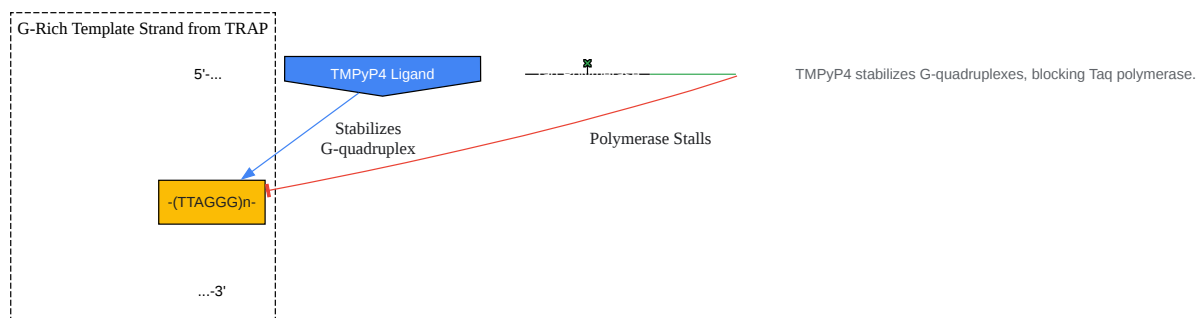 G-Rich Template Strand from TRAP
5'-...
TMPyP4 Ligand
TMPyP4 stabilizes G-quadruplexes, blocking Taq polymerase.
Stabilizes
G-quadruplex
Polymerase Stalls
-(TTAGGG)n-
...-3'